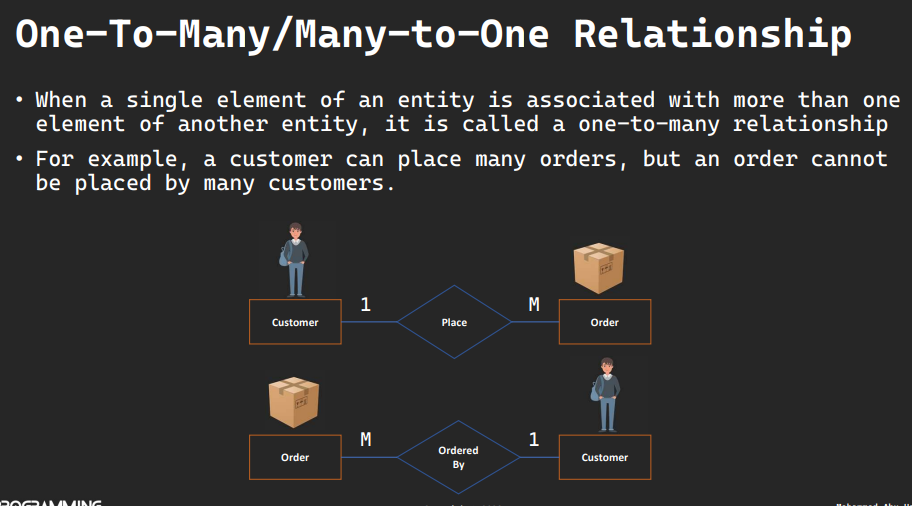 One-To-Many/Many-to-One Relationship
• When a single element of an entity is associated with more than one
element of another entity, it is called a one-to-many relationship
• For example, a customer can place many orders, but an order cannot
be placed by many customers.
1
M
Customer
Place
Order
M
1
Order
Ordered
By
Customer